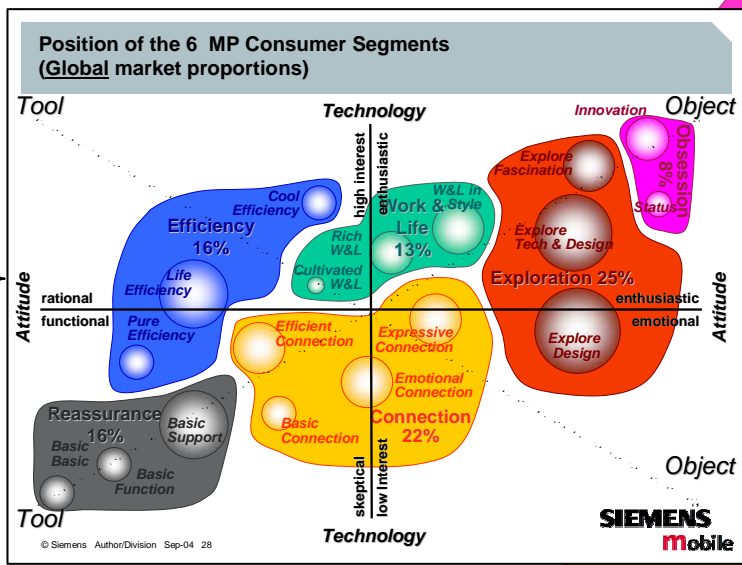 Position of the 6 MP Consumer Segments
(Global market proportions)
Tool
Technology
Innovation
Object
high interest
enthusiastic
Obsession
8%
Explore
Fascination
Status
Cool
Efficiency
Efficiency
16%
W&L in
Style
Work &
Life
13%
Rich
W&L
Cultivated
W&L
Explore
Tech & Design
Exploration 25%
Life
Efficiency
Attitude
rational
functional
enthusiastic
emotional
Attitude
Pure
Efficiency
Efficient
Connection
Expressive
Connection
Explore
Design
Emotional
Connection
Reassurance
16%
Basic
Support
Basic
Connection
Connection
22%
Basic
Basic
Basic
Function
skeptical
low Interest
Object
Tool
Technology
SIEMENS
mobile
© Siemens Author/Division Sep-04 28